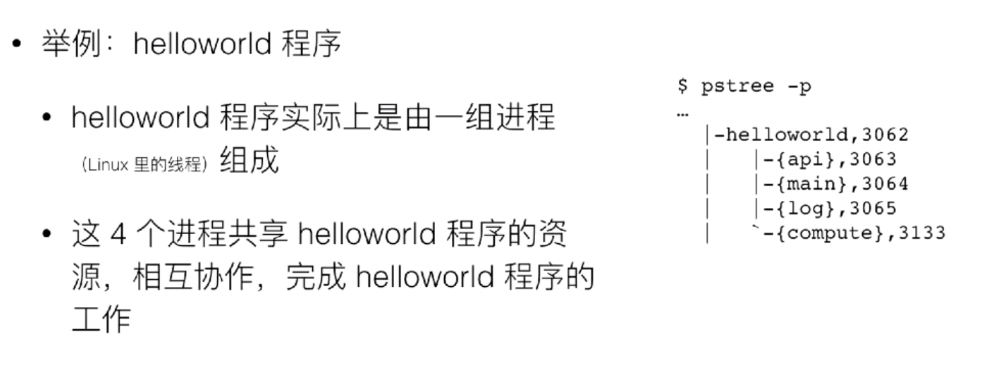 • 举例：helloworld 程序
• helloworld 程序实际上是由一组进程
（Linux 里的线程）组成
• 这 4 个进程共享 helloworld 程序的资
源，相互协作，完成 helloworld 程序的
工作
$ pstree -p
…
|-helloworld,3062
|   |-{api},3063
|   |-{main},3064
|   |-{log},3065
|   `-{compute},3133